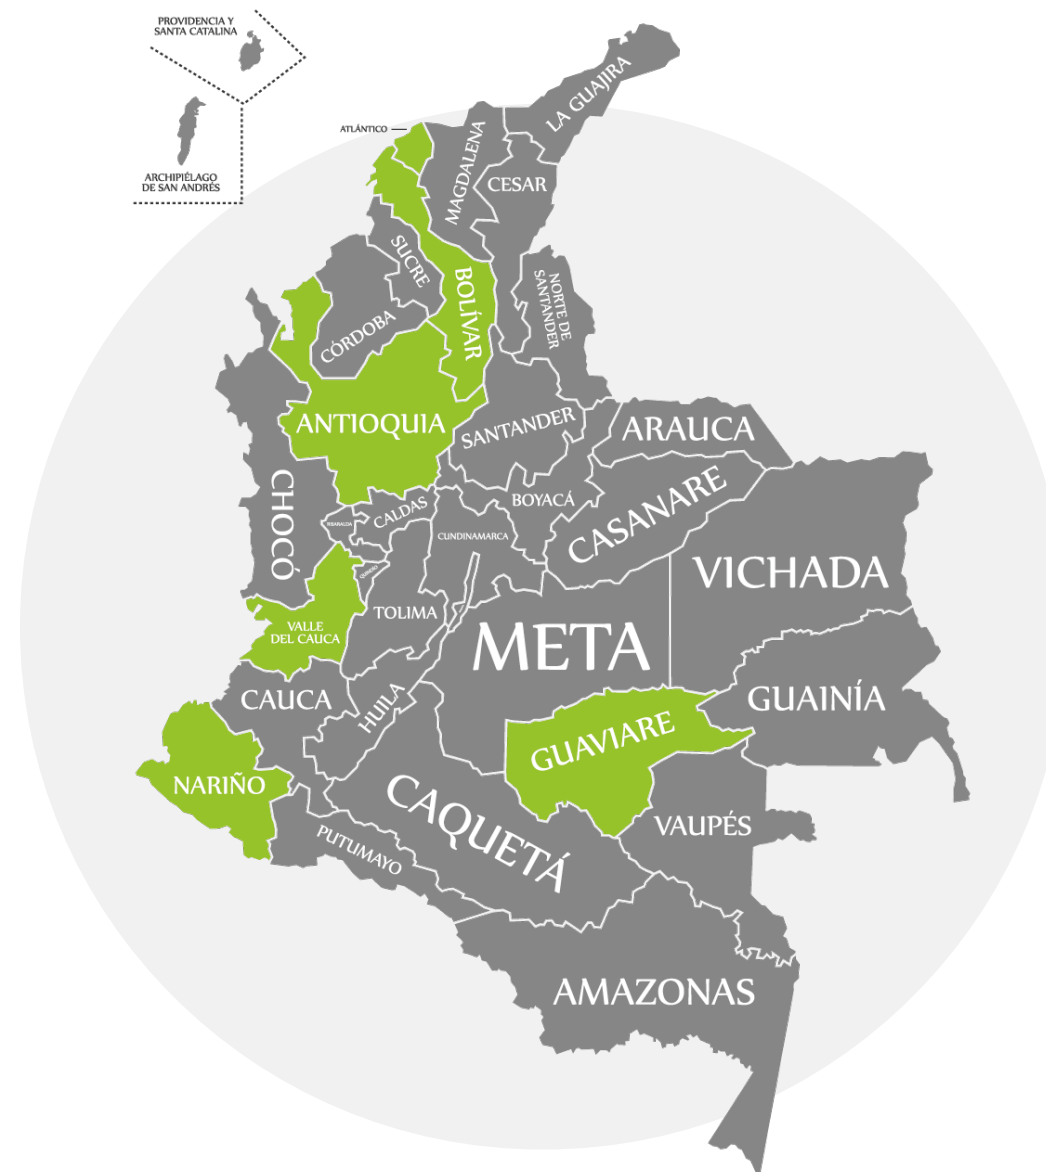 PROVIDENCIA Y
SANTA CATALINA
ARCHIPIÉLAGO
DE SAN ANDRÉS
ATLÁNTICO
LA GUAJIRA
MAGDALENA
CESAR
SUCRE
BOLÍVAR
NORTE DE
SANTANDER
CÓRDOBA
ANTIOQUIA
SANTANDER
ARAUCA
CHOCÓ
CALDAS
BOYACÁ
CASANARE
RISARALDA
CUNDINAMARCA
QUINDÍO
VICHADA
TOLIMA
VALLE
DEL CAUCA
META
CAUCA
HUILA
GUAINÍA
GUAVIARE
NARIÑO
CAQUETÁ
VAUPÉS
PUTUMAYO
AMAZONAS